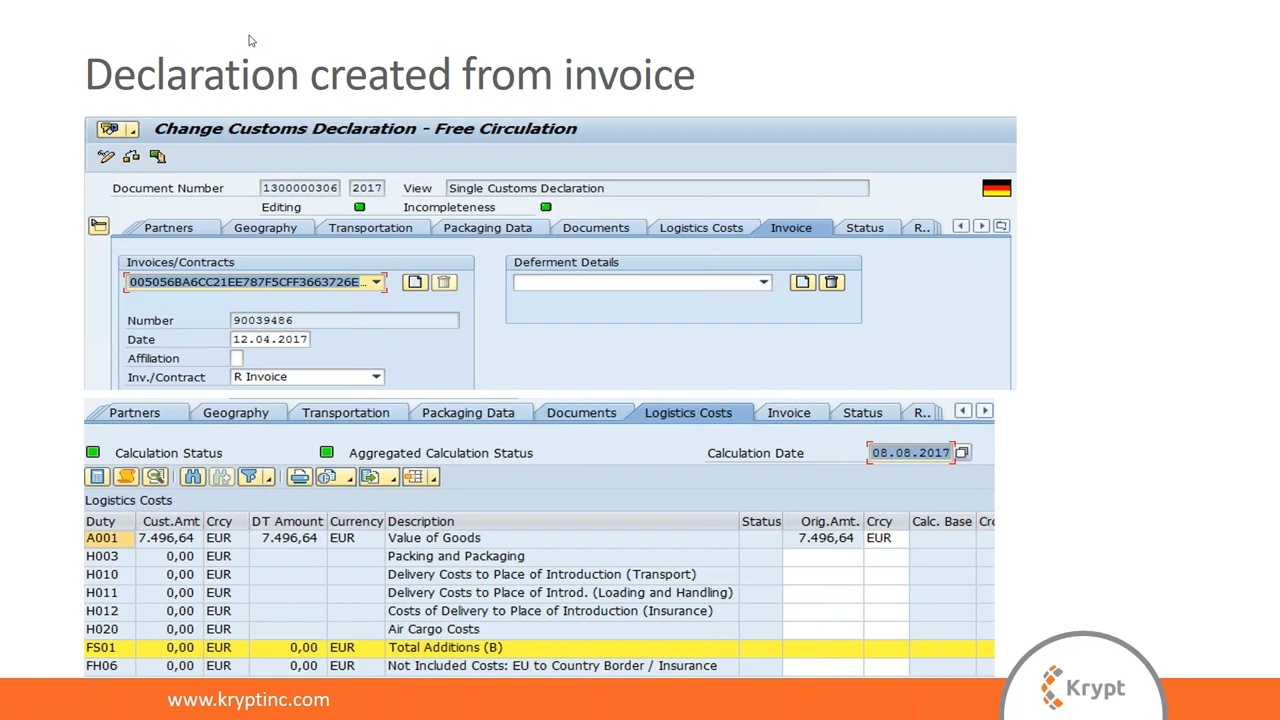 Declaration created from invoice
Change Customs Declaration - Free Circulation
Document Number 1300000306 2017 View Single Customs Declaration
Editing Incompleteness
Partners Geography Transportation Packaging Data Documents Logistics Costs Invoice Status R..
Invoices/Contracts Deferment Details
005056BA6CC21EE787F5CFF3663726E...
Number 90039486
Date 12.04.2017
Affiliation
Inv./Contract R Invoice
Partners Geography Transportation Packaging Data Documents Logistics Costs Invoice Status R..
Calculation Status Aggregated Calculation Status Calculation Date 08.08.2017
Logistics Costs
Duty Cust.Amt Crcy DT Amount Currency Description Status Orig.Amt. Crcy Calc. Base Crc
A001 7.496,64 EUR 7.496,64 EUR Value of Goods 7.496,64 EUR
H003 0,00 EUR Packing and Packaging
H010 0,00 EUR Delivery Costs to Place of Introduction (Transport)
H011 0,00 EUR Delivery Costs to Place of Introd. (Loading and Handling)
H012 0,00 EUR Costs of Delivery to Place of Introduction (Insurance)
H020 0,00 EUR Air Cargo Costs
FS01 0,00 EUR 0,00 EUR Total Additions (B)
FH06 0,00 EUR 0,00 EUR Not Included Costs: EU to Country Border / Insurance
www.kryptinc.com
Krypt